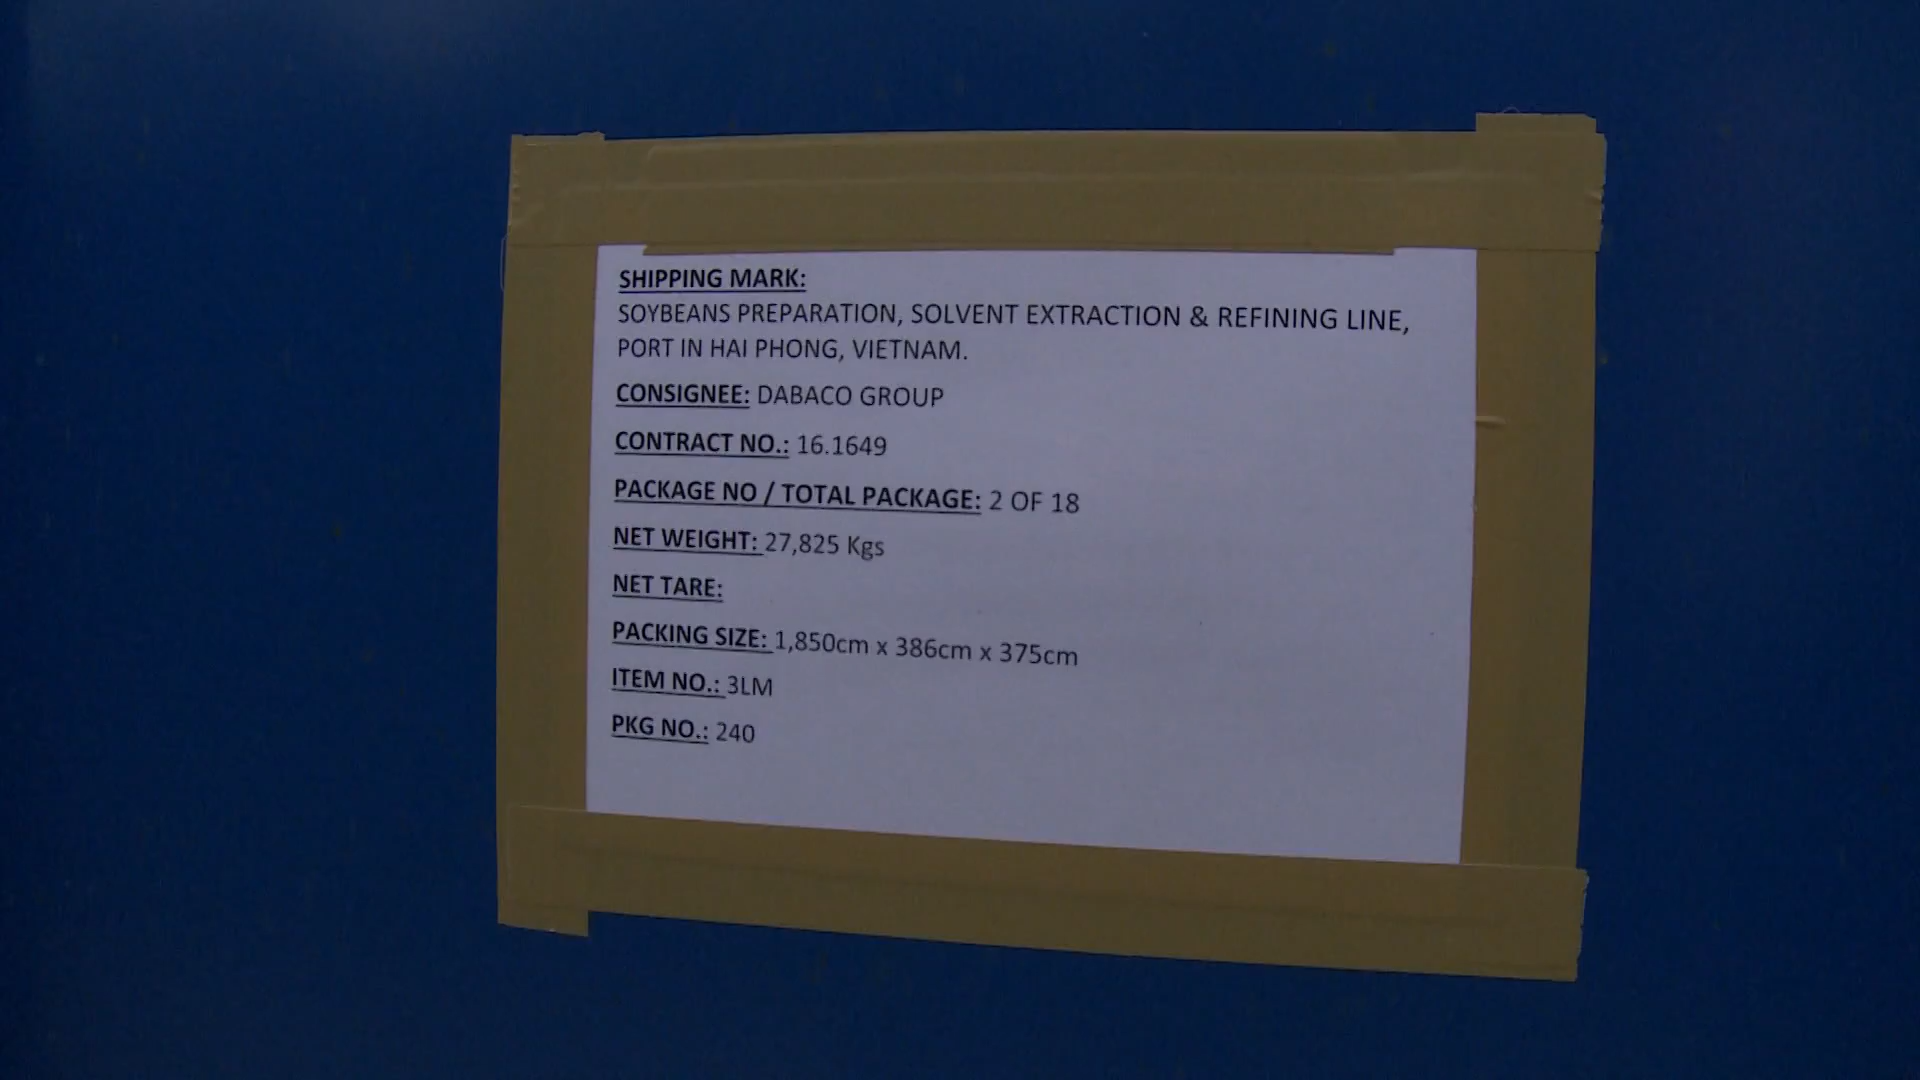 SHIPPING MARK:
SOYBEANS PREPARATION, SOLVENT EXTRACTION & REFINING LINE,
PORT IN HAI PHONG, VIETNAM.
CONSIGNEE: DABACO GROUP
CONTRACT NO.: 16.1649
PACKAGE NO / TOTAL PACKAGE: 2 OF 18
NET WEIGHT: 27,825 Kgs
NET TARE:
PACKING SIZE: 1,850cm x 386cm x 375cm
ITEM NO.: 3LM
PKG NO.: 240